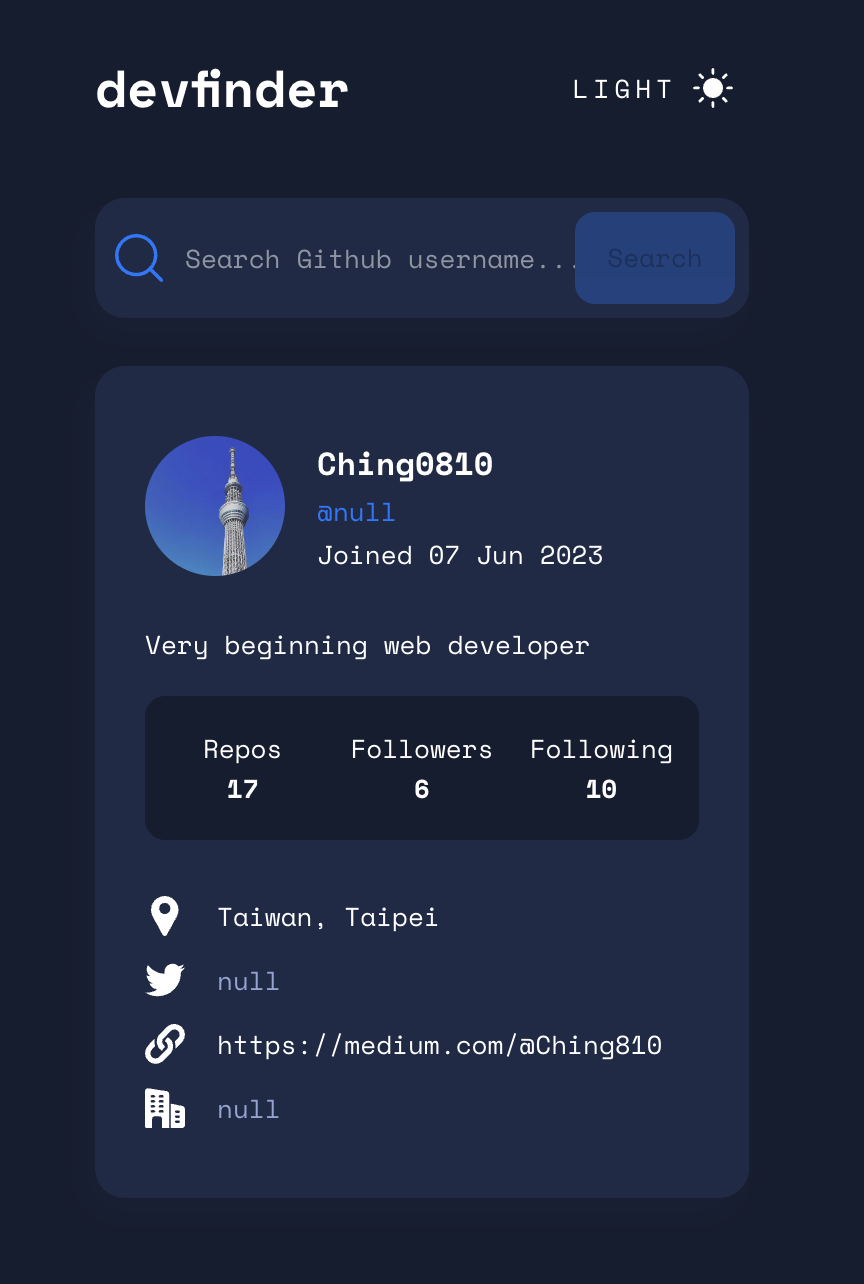 devfinder
LIGHT
Search Github username...
Search
Ching0810
@null
Joined 07 Jun 2023
Very beginning web developer
Repos Followers Following
17 6 10
Taiwan, Taipei
null
https://medium.com/@Ching810
null